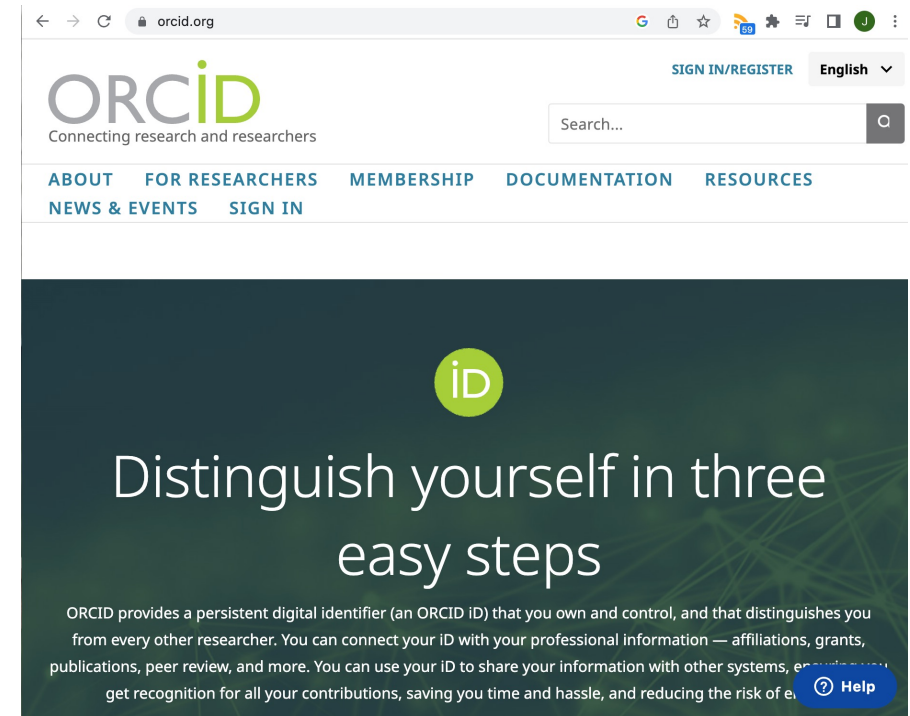 orcid.org
59
J
SIGN IN/REGISTER English
ORCiD
Connecting research and researchers
Search...
ABOUT FOR RESEARCHERS MEMBERSHIP DOCUMENTATION RESOURCES
NEWS & EVENTS SIGN IN
iD
Distinguish yourself in three
easy steps
ORCID provides a persistent digital identifier (an ORCID iD) that you own and control, and that distinguishes you
from every other researcher. You can connect your iD with your professional information — affiliations, grants,
publications, peer review, and more. You can use your iD to share your information with other systems, ensuring you
get recognition for all your contributions, saving you time and hassle, and reducing the risk of
Help